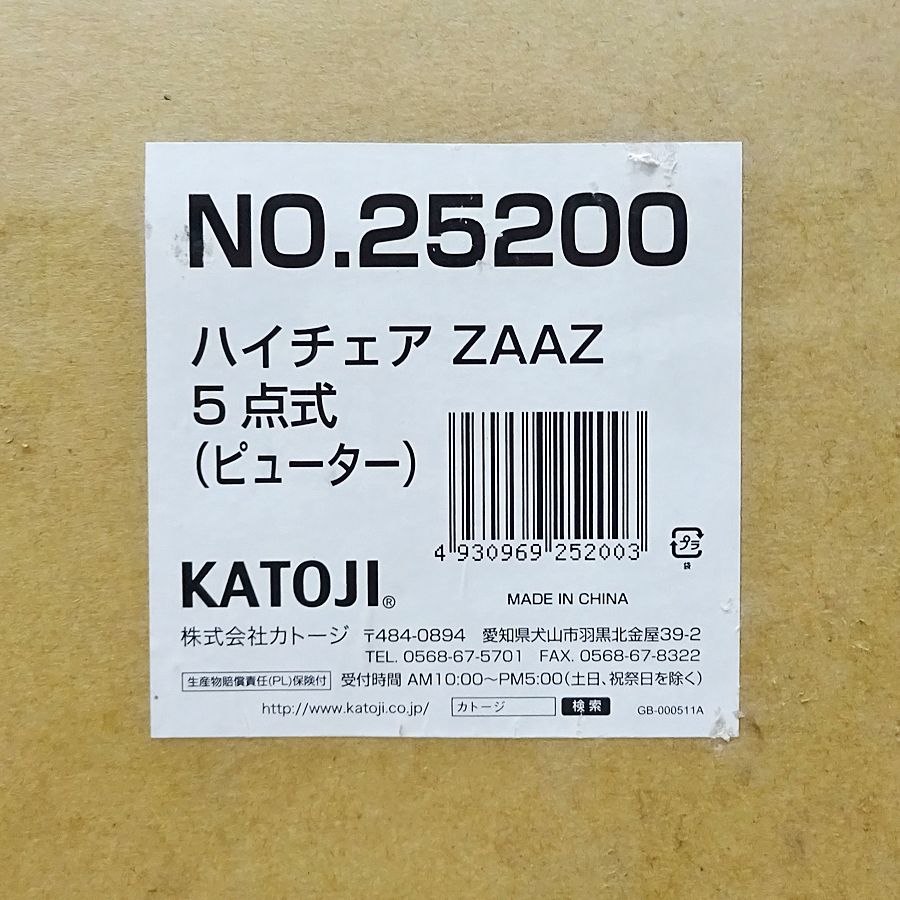 NO.25200
ハイチェア ZAAZ
5点式
(ピューター)
4 930969 252003
プラ
袋
KATOJI®
MADE IN CHINA
株式会社カトージ 〒484-0894 愛知県犬山市羽黒北金屋39-2
TEL. 0568-67-5701 FAX. 0568-67-8322
生産物賠償責任(PL)保険付 受付時間 AM10:00～PM5:00(土日、祝祭日を除く)
http://www.katoji.co.jp/ カトージ 検索 GB-000511A